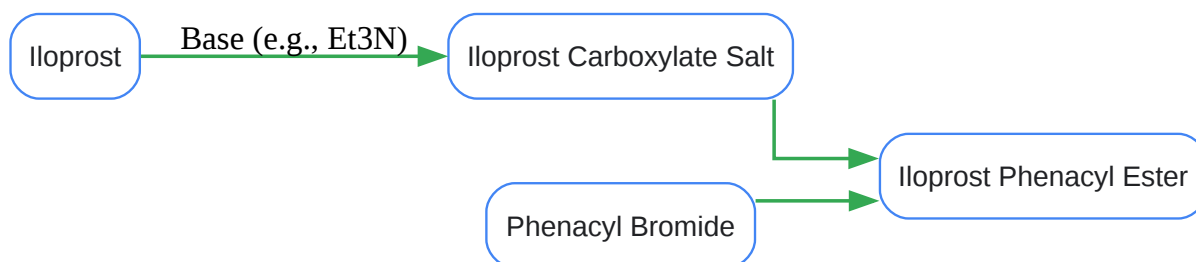 Iloprost
Base (e.g., Et3N)
Iloprost Carboxylate Salt
Iloprost Phenacyl Ester
Phenacyl Bromide